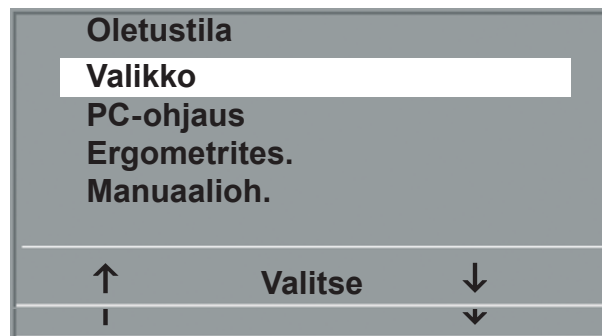 Oletustila
Valikko
PC-ohjaus
Ergometrites.
Manuaalioh.
↑ Valitse ↓